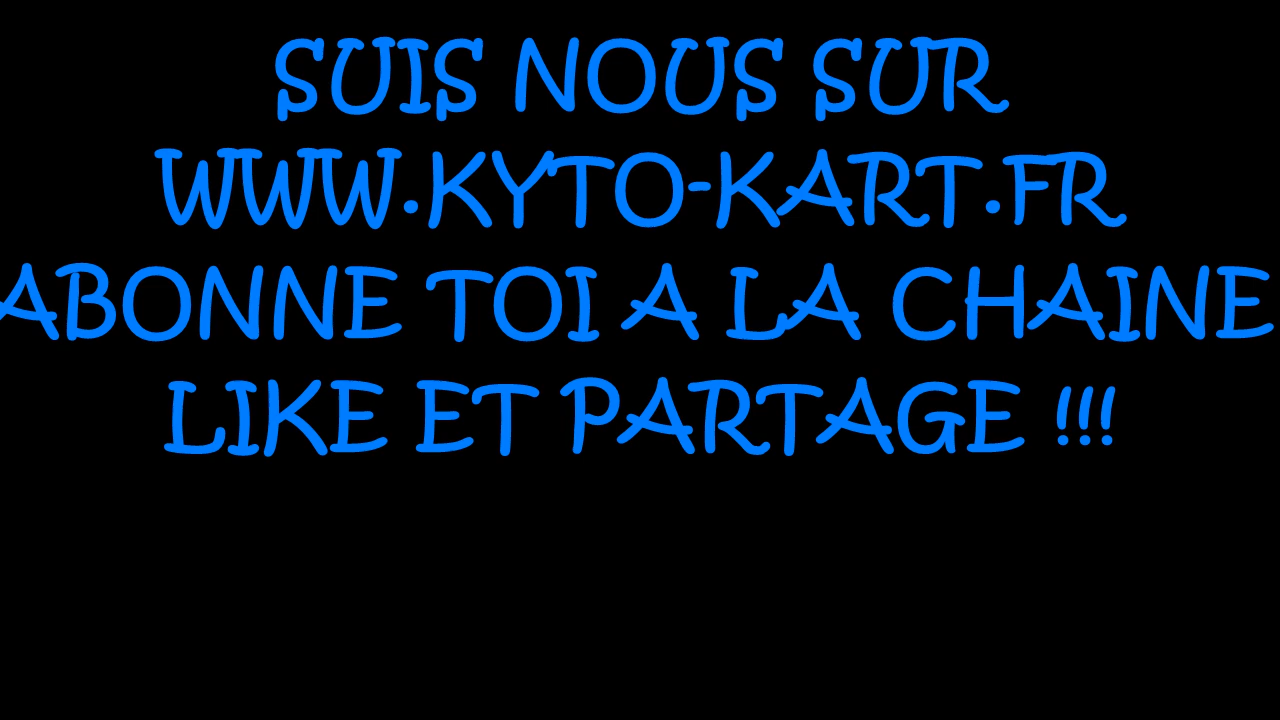 SUIS NOUS SUR
WWW.KYTO-KART.FR
ABONNE TOI A LA CHAINE
LIKE ET PARTAGE !!!